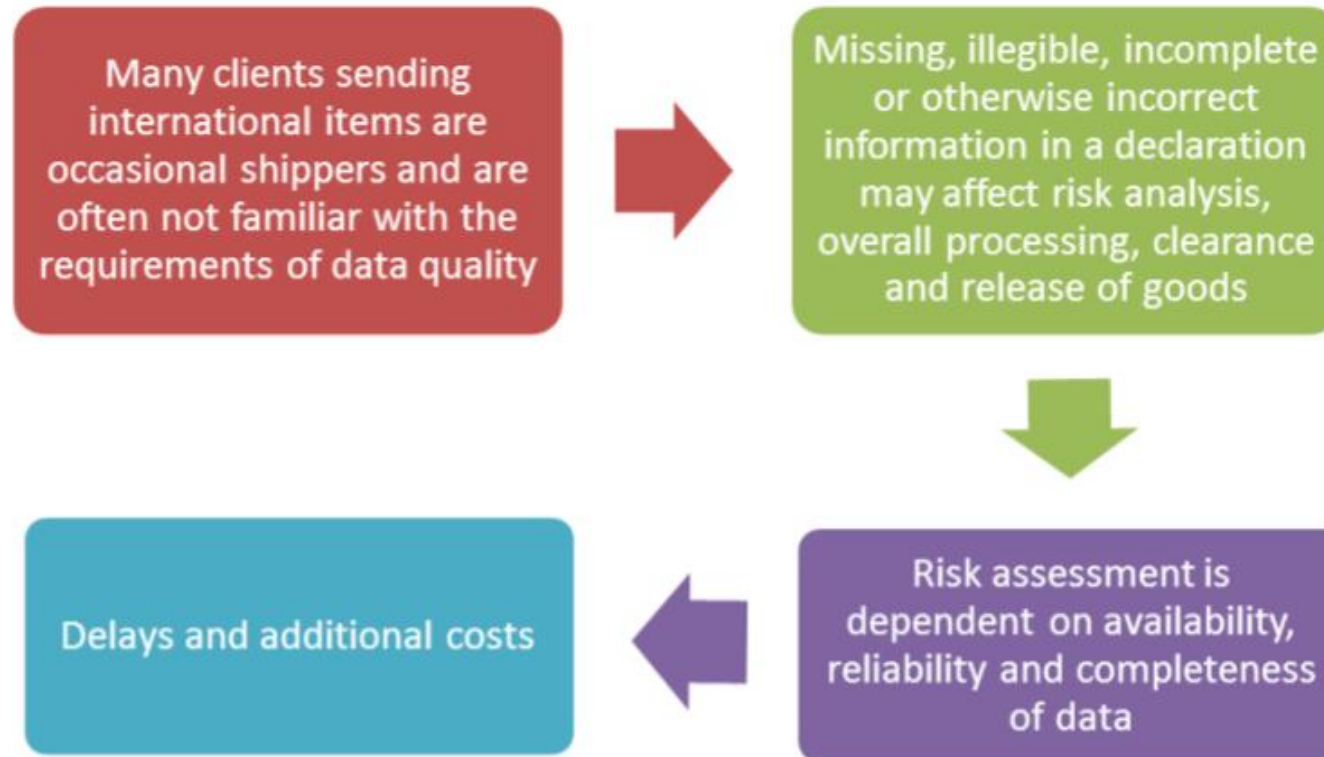 Many clients sending
international items are
occasional shippers and are
often not familiar with the
requirements of data quality
Missing, illegible, incomplete
or otherwise incorrect
information in a declaration
may affect risk analysis,
overall processing, clearance
and release of goods
Risk assessment is
dependent on availability,
reliability and completeness
of data
Delays and additional costs